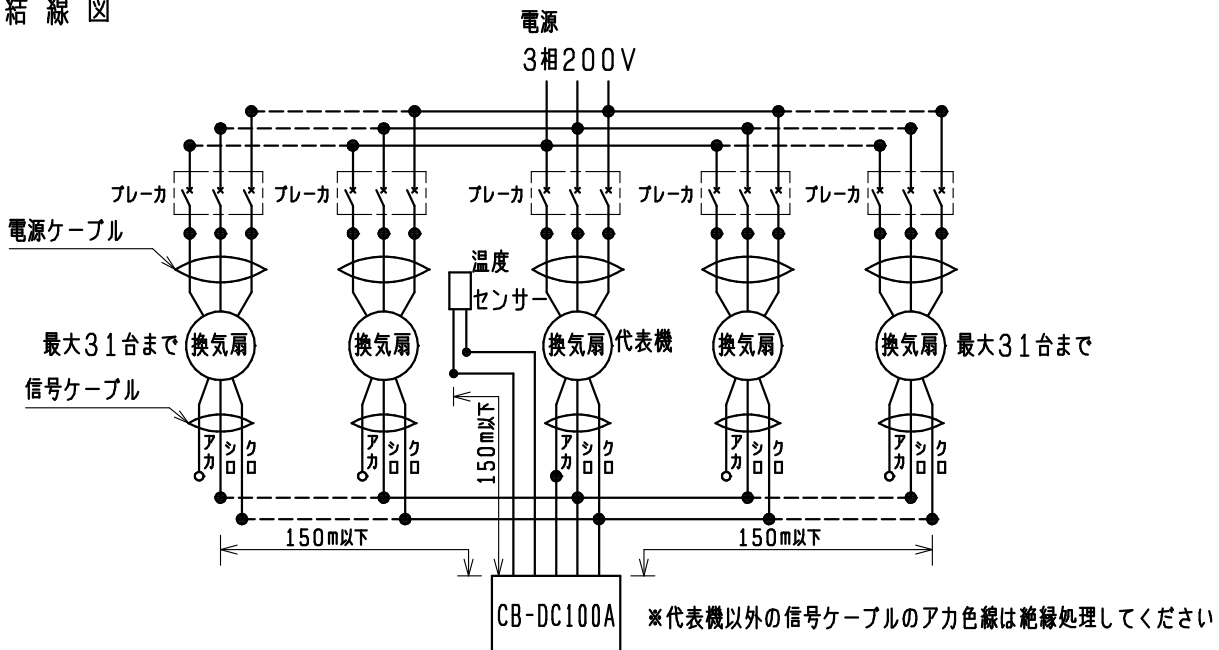 結線図
電源
3相200V
ブレーカ
ブレーカ
ブレーカ
ブレーカ
ブレーカ
電源ケーブル
温度
センサー
最大31台まで
換気扇
換気扇
換気扇
代表機
換気扇
換気扇
最大31台まで
信号ケーブル
150m以下
アカ
シロ
クロ
アカ
シロ
クロ
アカ
シロ
クロ
アカ
シロ
クロ
アカ
シロ
クロ
150m以下
150m以下
CB-DC100A
※代表機以外の信号ケーブルのアカ色線は絶縁処理してください